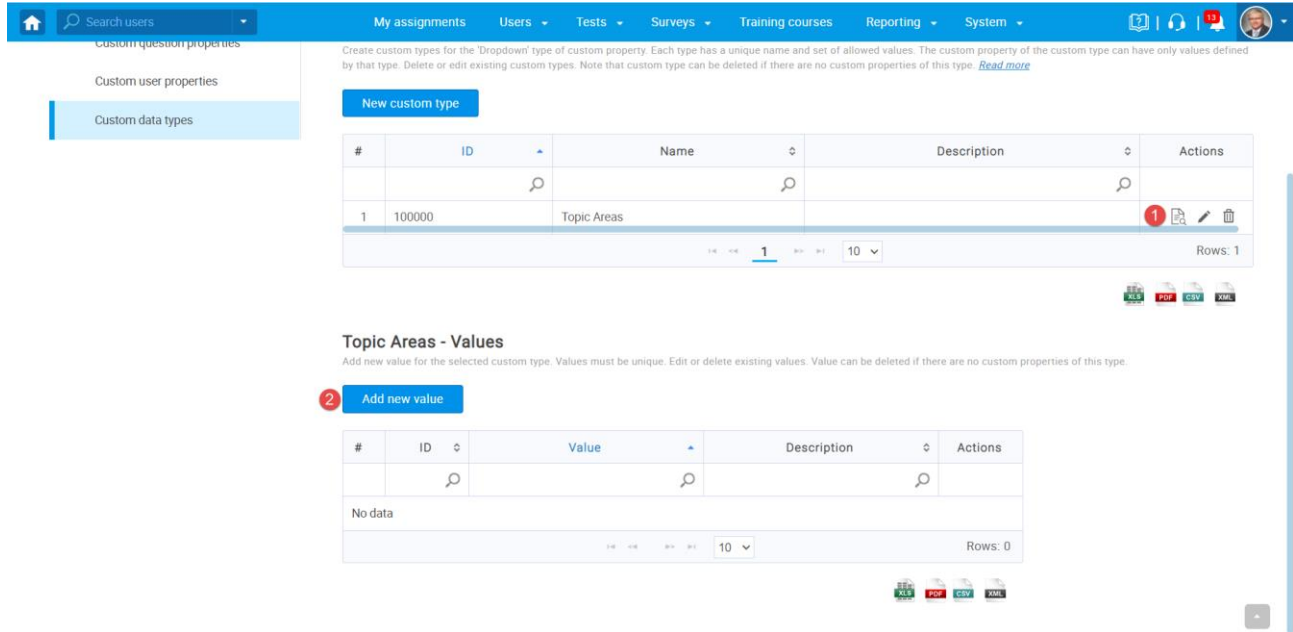 Search users
My assignments Users Tests Surveys Training courses Reporting System
13
Custom question properties
Custom user properties
Custom data types
Create custom types for the 'Dropdown' type of custom property. Each type has a unique name and set of allowed values. The custom property of the custom type can have only values defined
by that type. Delete or edit existing custom types. Note that custom type can be deleted if there are no custom properties of this type. Read more
New custom type
# ID Name Description Actions
1 100000 Topic Areas 1
1 10 Rows: 1
XLS PDF CSV XML
Topic Areas - Values
Add new value for the selected custom type. Values must be unique. Edit or delete existing values. Value can be deleted if there are no custom properties of this type.
2 Add new value
# ID Value Description Actions
No data
10 Rows: 0
XLS PDF CSV XML